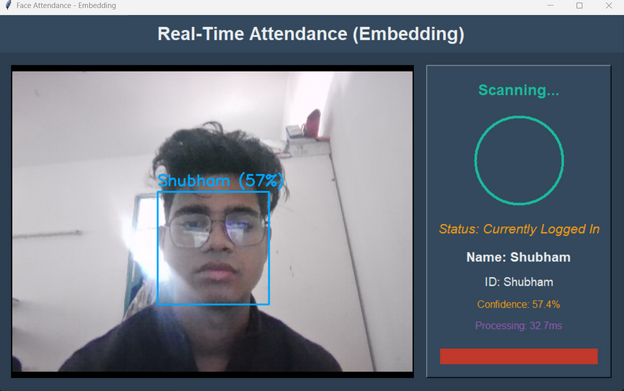 Face Attendance - Embedding
Real-Time Attendance (Embedding)
Shubham (57%)
Scanning...
Status: Currently Logged In
Name: Shubham
ID: Shubham
Confidence: 57.4%
Processing: 32.7ms